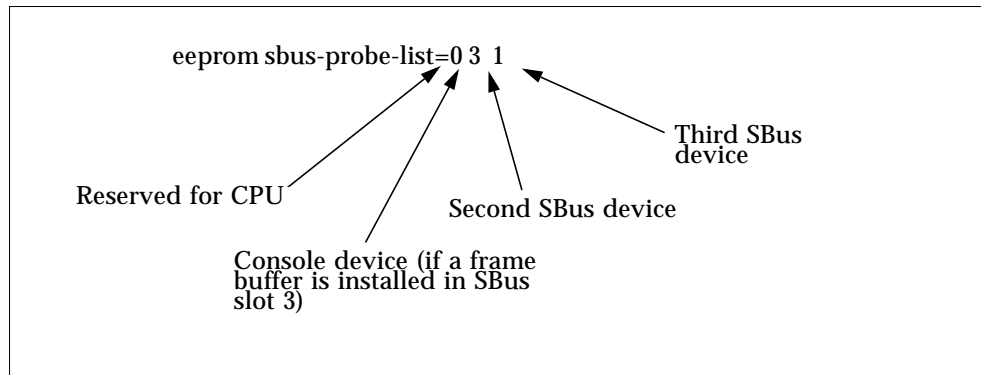 eeprom sbus-probe-list=0 3 1
Third SBus
device
Reserved for CPU
Second SBus device
Console device (if a frame
buffer is installed in SBus
slot 3)